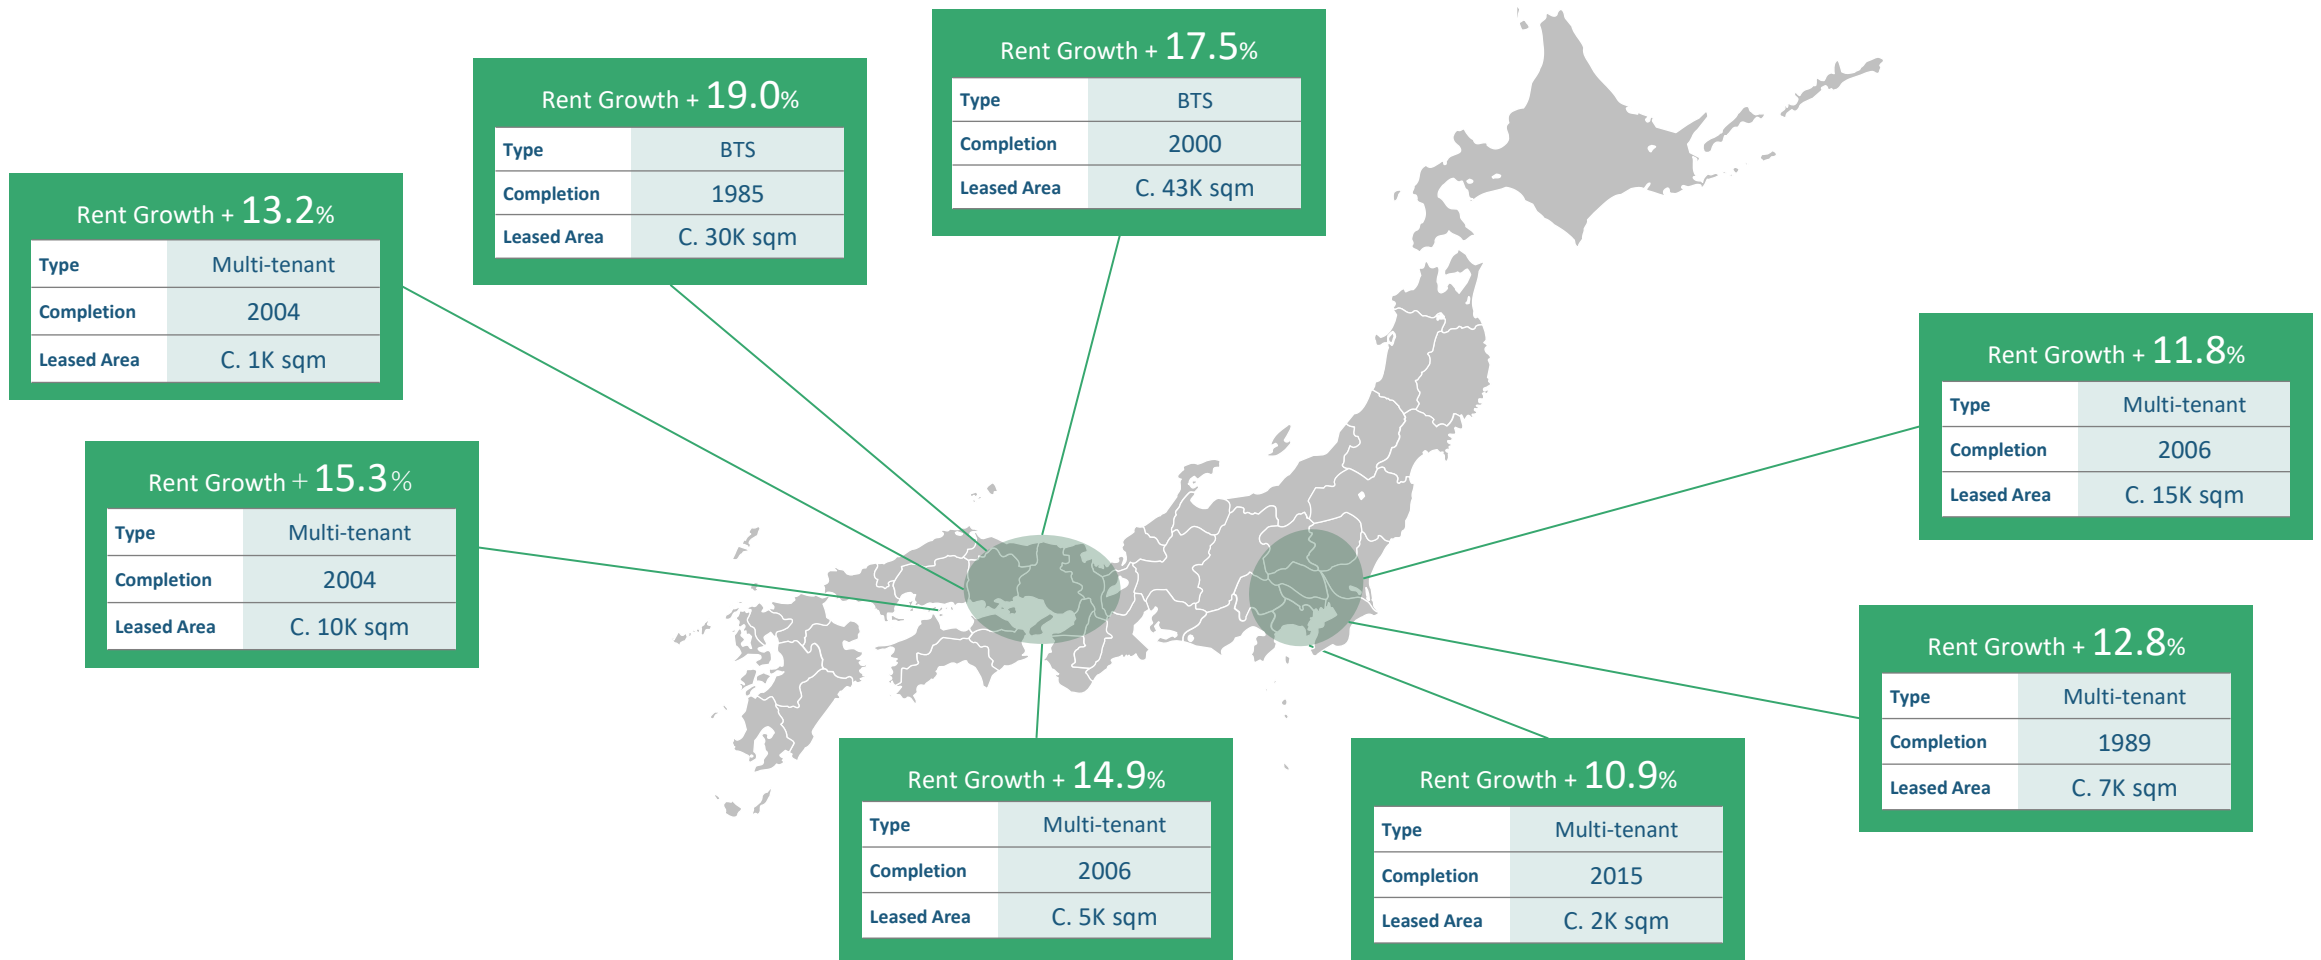 Rent Growth + 17.5%
Type BTS
Completion 2000
Leased Area C. 43K sqm
Rent Growth + 19.0%
Type BTS
Completion 1985
Leased Area C. 30K sqm
Rent Growth + 13.2%
Type Multi-tenant
Completion 2004
Leased Area C. 1K sqm
Rent Growth + 11.8%
Type Multi-tenant
Completion 2006
Leased Area C. 15K sqm
Rent Growth + 15.3%
Type Multi-tenant
Completion 2004
Leased Area C. 10K sqm
Rent Growth + 12.8%
Type Multi-tenant
Completion 1989
Leased Area C. 7K sqm
Rent Growth + 14.9%
Type Multi-tenant
Completion 2006
Leased Area C. 5K sqm
Rent Growth + 10.9%
Type Multi-tenant
Completion 2015
Leased Area C. 2K sqm